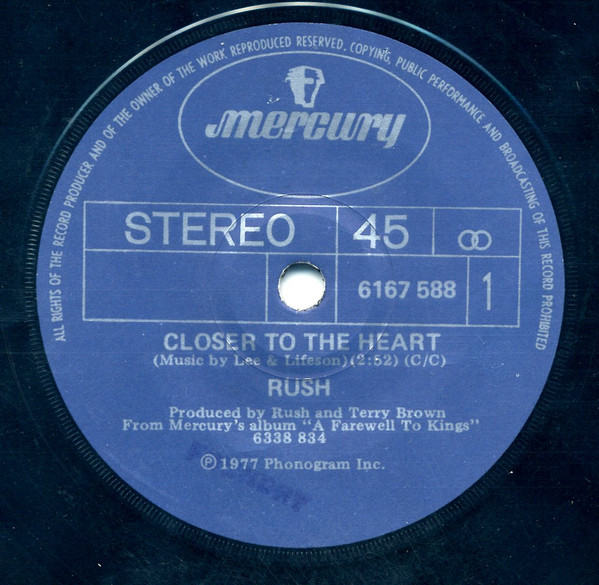 ALL RIGHTS OF THE RECORD PRODUCER AND OF THE OWNER OF THE WORK REPRODUCED RESERVED. COPYING, PUBLIC PERFORMANCE AND BROADCASTING OF THIS RECORD PROHIBITED
mercury
STEREO 45
6167 588 1
CLOSER TO THE HEART
(Music by Lee & Lifeson)(2:52) (C/C)
RUSH
Produced by Rush and Terry Brown
From Mercury's album "A Farewell To Kings"
6338 834
Ⓟ 1977 Phonogram Inc.